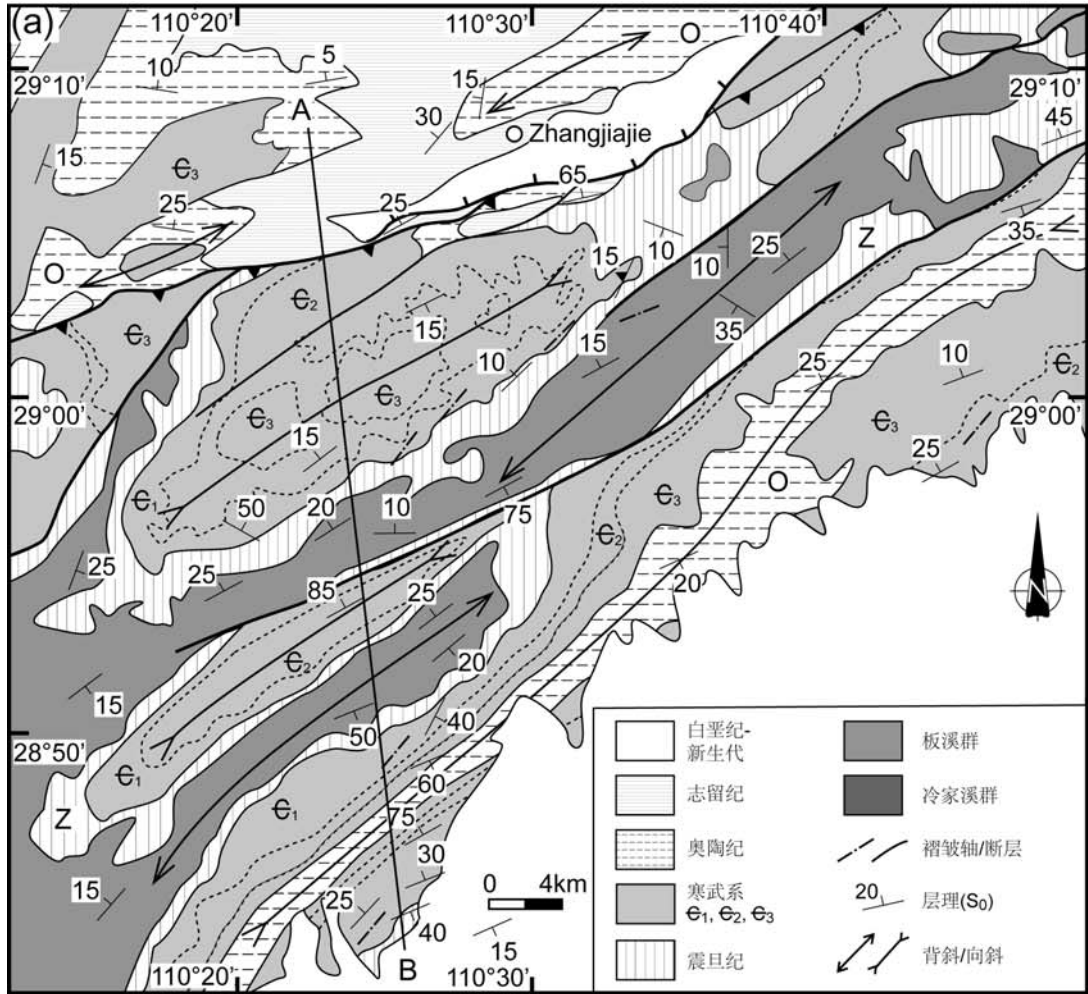 (a)
110°20′
110°30′
110°40′
5
10
O
29°10′
29°10′
15
A
30
O Zhangjiajie
45
15
Є3
65
25
25
O
Z
35
Є2
15
10
10
25
Є3
15
15
35
10
25
10
Є2
29°00′
Є3
Є3
29°00′
15
Є3
25
Є1
50
20
10
O
75
Є3
Є2
25
25
85
25
20
N
Є2
20
15
50
40
28°50′
Є1
60
Z
Є1
75
30
0 4km
15
25
40
15
110°20′
B
110°30′
白垩纪-
新生代
志留纪
奥陶纪
寒武系
Є1, Є2, Є3
震旦纪
板溪群
冷家溪群
褶皱轴/断层
20
层理(S0)
背斜/向斜